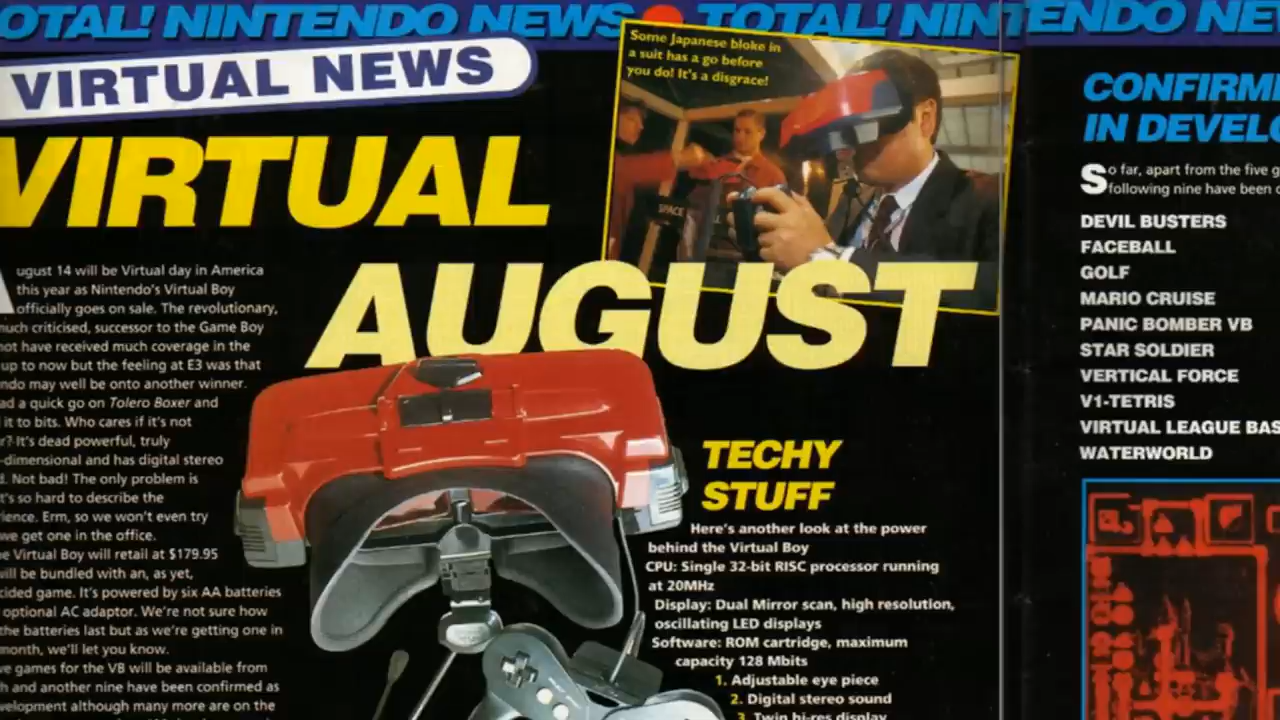 OTAL! NINTENDO NEWS • TOTAL! NINTENDO NE
VIRTUAL NEWS
VIRTUAL
AUGUST
Some Japanese bloke in
a suit has a go before
you do! It's a disgrace!
SPACE
August 14 will be Virtual day in America
this year as Nintendo's Virtual Boy
officially goes on sale. The revolutionary,
much criticised, successor to the Game Boy
not have received much coverage in the
up to now but the feeling at E3 was that
ndo may well be onto another winner.
ad a quick go on Tolero Boxer and
it to bits. Who cares if it's not
r? It's dead powerful, truly
-dimensional and has digital stereo
d. Not bad! The only problem is
t's so hard to describe the
ience. Erm, so we won't even try
we get one in the office.
e Virtual Boy will retail at $179.95
will be bundled with an, as yet,
cided game. It's powered by six AA batteries
optional AC adaptor. We're not sure how
the batteries last but as we're getting one in
month, we'll let you know.
ve games for the VB will be available from
h and another nine have been confirmed as
velopment although many more are on the
TECHY
STUFF
Here's another look at the power
behind the Virtual Boy
CPU: Single 32-bit RISC processor running
at 20MHz
Display: Dual Mirror scan, high resolution,
oscillating LED displays
Software: ROM cartridge, maximum
capacity 128 Mbits
1. Adjustable eye piece
2. Digital stereo sound
3. Twin hi-res display
CONFIRM
IN DEVEL
So far, apart from the five g
following nine have been c
DEVIL BUSTERS
FACEBALL
GOLF
MARIO CRUISE
PANIC BOMBER VB
STAR SOLDIER
VERTICAL FORCE
V1-TETRIS
VIRTUAL LEAGUE BAS
WATERWORLD